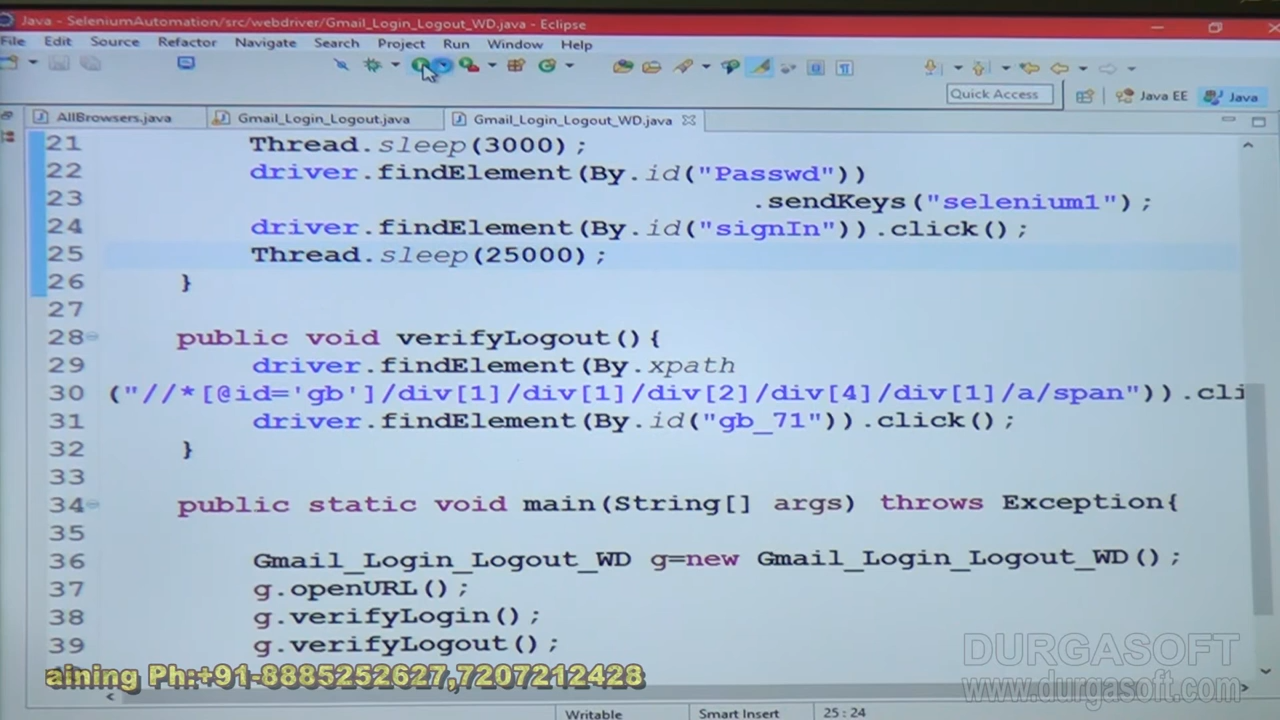 Java - SeleniumAutomation/src/webdriver/Gmail_Login_Logout_WD.java - Eclipse
File Edit Source Refactor Navigate Search Project Run Window Help
Quick Access Java EE Java
AllBrowsers.java Gmail_Login_Logout.java Gmail_Login_Logout_WD.java
21 Thread.sleep(3000);
22 driver.findElement(By.id("Passwd"))
23 .sendKeys("selenium1");
24 driver.findElement(By.id("signIn")).click();
25 Thread.sleep(25000);
26 }
27
28 public void verifyLogout(){
29 driver.findElement(By.xpath
30 ("//*[@id='gb']/div[1]/div[1]/div[2]/div[4]/div[1]/a/span")).cli
31 driver.findElement(By.id("gb_71")).click();
32 }
33
34 public static void main(String[] args) throws Exception{
35
36 Gmail_Login_Logout_WD g=new Gmail_Login_Logout_WD();
37 g.openURL();
38 g.verifyLogin();
39 g.verifyLogout();
DURGASOFT
www.durgasoft.com
aining Ph:+91-8885252627,7207212428
Writable Smart Insert 25:24